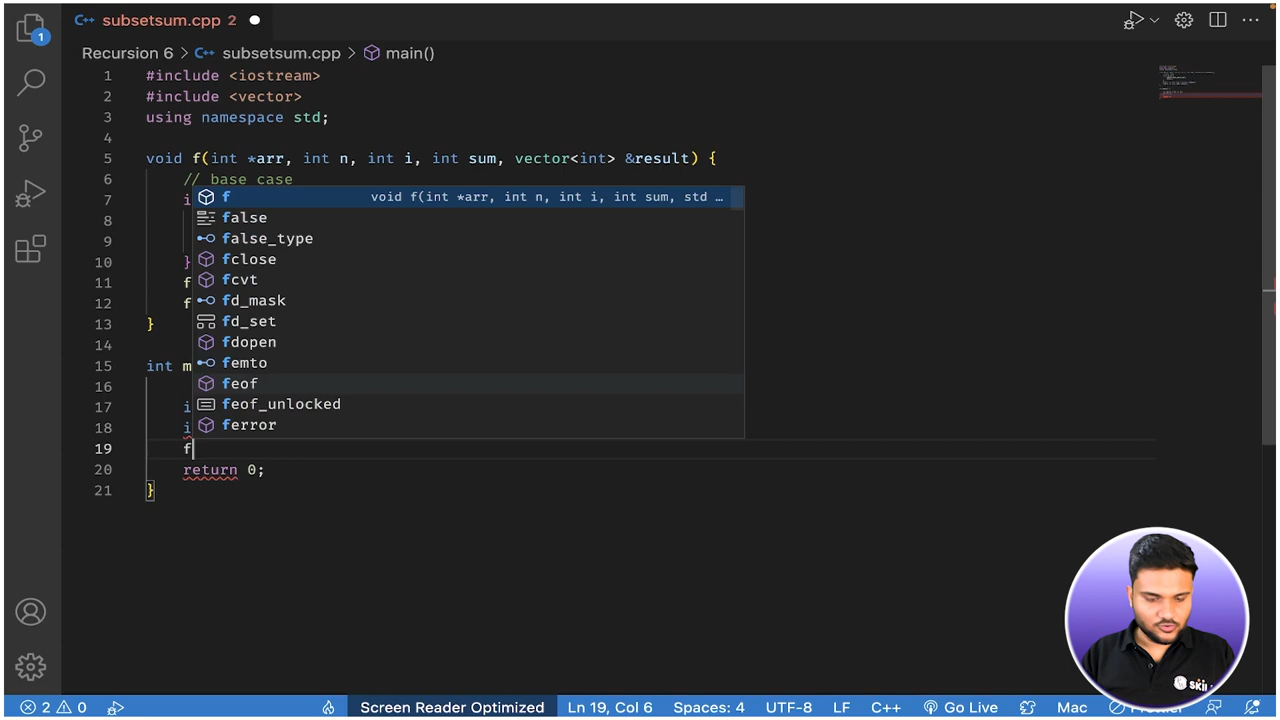 subsetsum.cpp 2
Recursion 6 > subsetsum.cpp > main()
1 #include <iostream>
2 #include <vector>
3 using namespace std;
4
5 void f(int *arr, int n, int i, int sum, vector<int> &result) {
6 // base case
7 i
f void f(int *arr, int n, int i, int sum, std …
8 false
9 false_type
10 } fclose
11 f fcvt
12 f fd_mask
13 } fd_set
14 fdopen
15 int m femto
16 feof
17 i feof_unlocked
18 i ferror
19 f
20 return 0;
21 }
SKIL
2 0 Screen Reader Optimized Ln 19, Col 6 Spaces: 4 UTF-8 LF C++ Go Live Mac